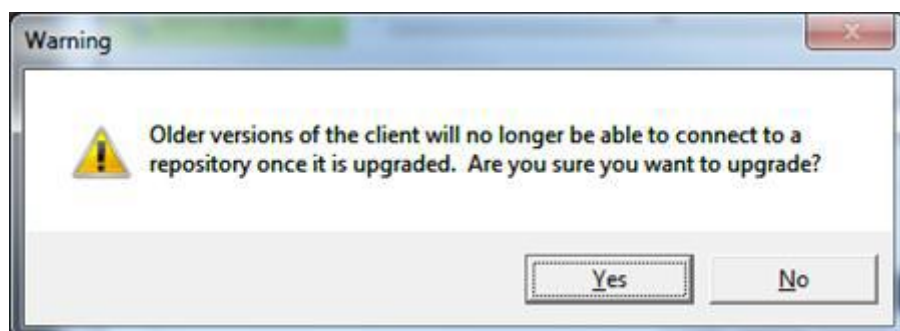 Warning
Older versions of the client will no longer be able to connect to a
repository once it is upgraded.  Are you sure you want to upgrade?
Yes
No